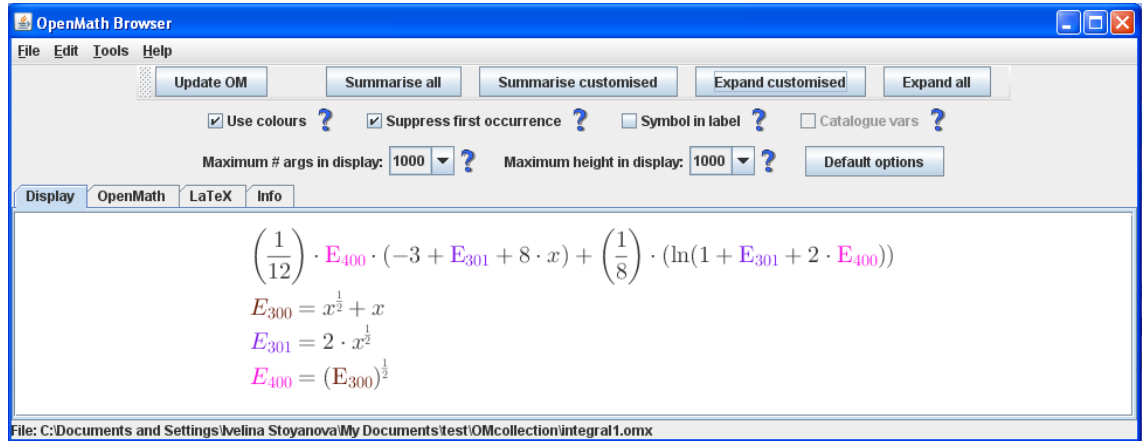 OpenMath Browser
File Edit Tools Help
Update OM Summarise all Summarise customised Expand customised Expand all
Use colours ? Suppress first occurrence ? Symbol in label ? Catalogue vars ?
Maximum # args in display: 1000 ? Maximum height in display: 1000 ? Default options
Display OpenMath LaTeX Info
(1/12) · E₄₀₀ · (−3 + E₃₀₁ + 8 · x) + (1/8) · (ln(1 + E₃₀₁ + 2 · E₄₀₀))
E₃₀₀ = x^(1/2) + x
E₃₀₁ = 2 · x^(1/2)
E₄₀₀ = (E₃₀₀)^(1/2)
File: C:\Documents and Settings\Ivelina Stoyanova\My Documents\test\OMcollection\integral1.omx